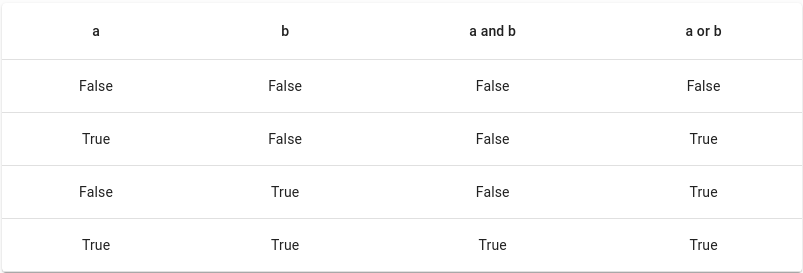 a b a and b a or b
False False False False
True False False True
False True False True
True True True True